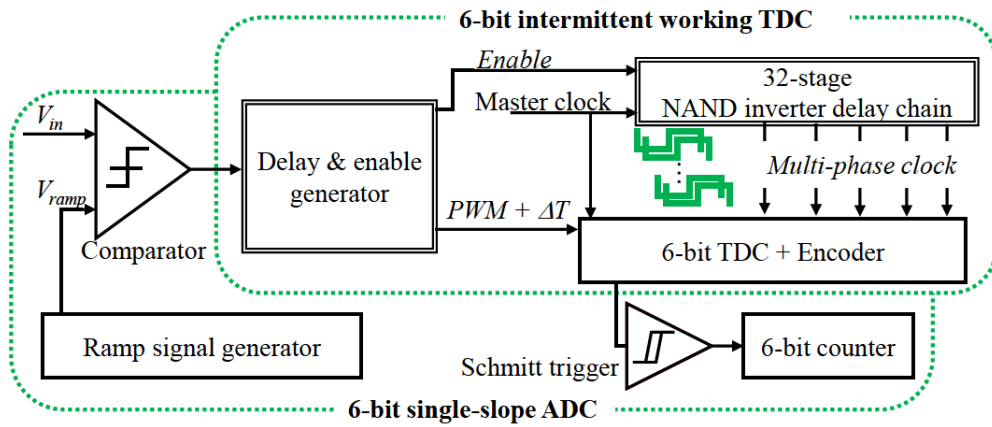 6-bit intermittent working TDC
Enable
32-stage
NAND inverter delay chain
Master clock
Vin
Delay & enable
generator
Multi-phase clock
Vramp
PWM + ΔT
Comparator
6-bit TDC + Encoder
Ramp signal generator
Schmitt trigger
6-bit counter
6-bit single-slope ADC